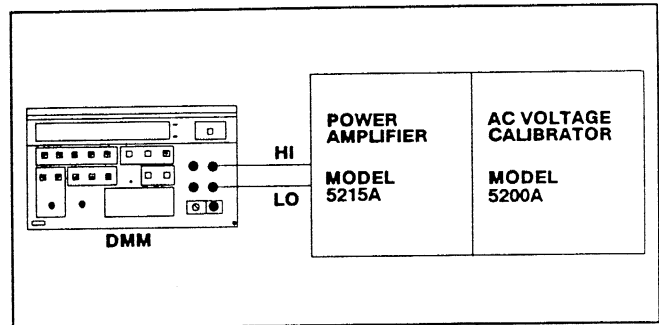 POWER
AMPLIFIER
MODEL
5215A
AC VOLTAGE
CALIBRATOR
MODEL
5200A
HI
LO
DMM